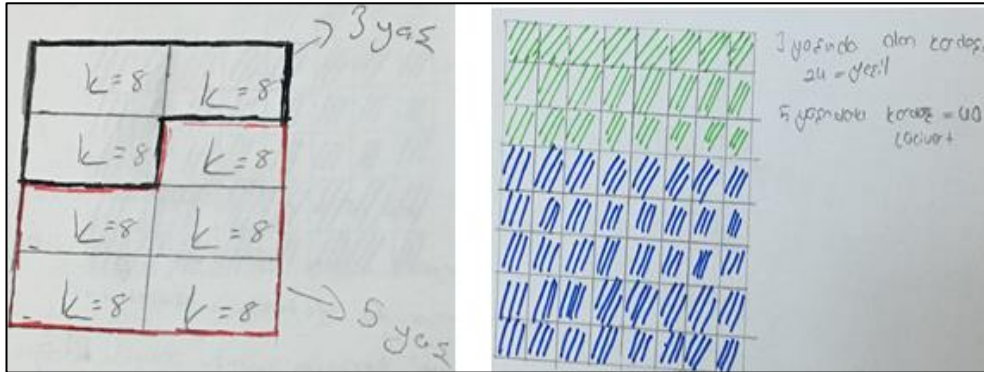 3 yaş
k=8 k=8
k=8 k=8
k=8 k=8
k=8 k=8
5 yaş
3 yaşında olan kardeş
24 = yeşil
5 yaşındaki kardeş = 40
lacivert